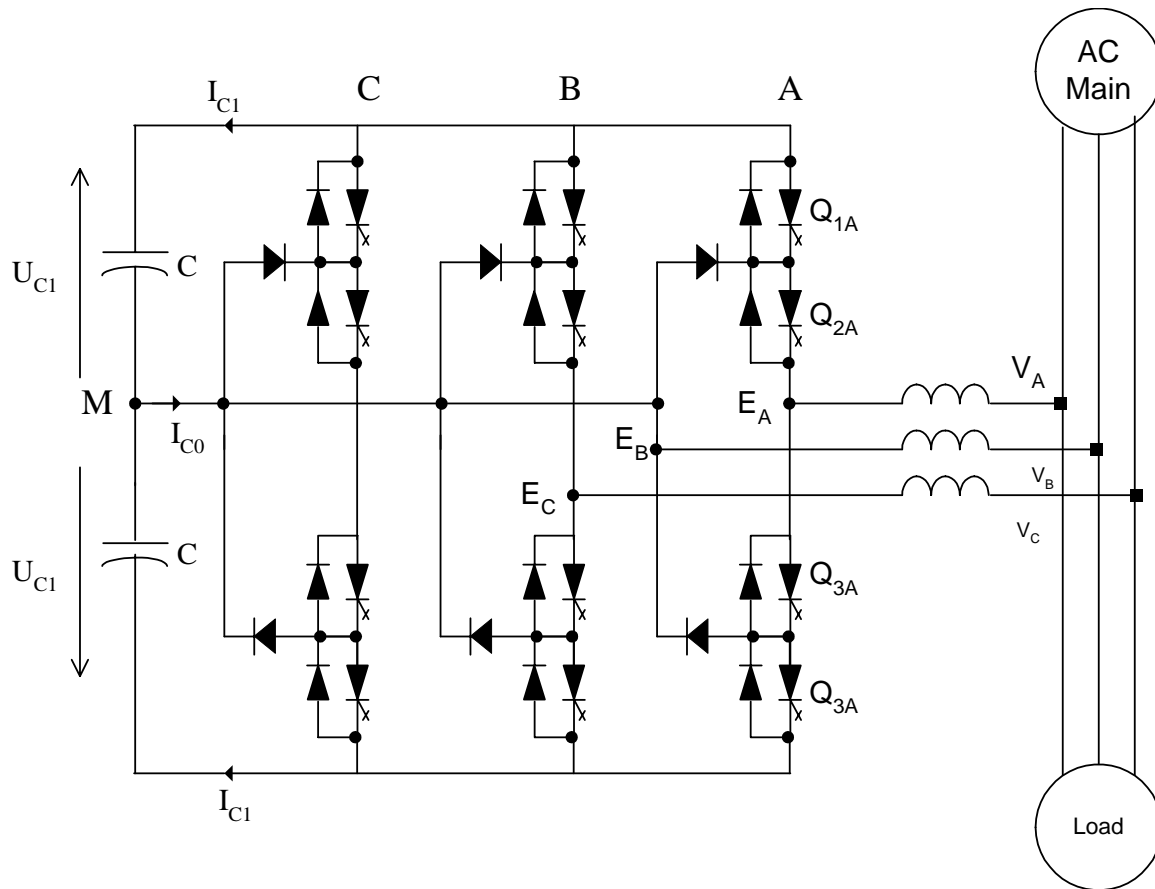 AC
Main
I_C1
C
B
A
Q_1A
U_C1
C
Q_2A
V_A
M
E_A
I_C0
E_B
E_C
V_B
V_C
C
U_C1
Q_3A
Q_3A
I_C1
Load